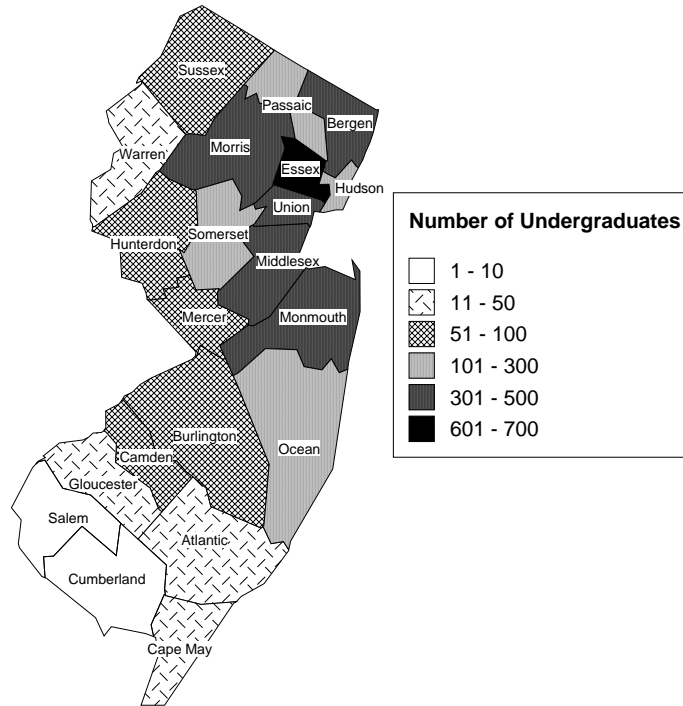 Sussex
Passaic
Bergen
Warren
Morris
Essex
Hudson
Union
Somerset
Hunterdon
Middlesex
Mercer
Monmouth
Burlington
Ocean
Camden
Gloucester
Salem
Atlantic
Cumberland
Cape May
Number of Undergraduates
1 - 10
11 - 50
51 - 100
101 - 300
301 - 500
601 - 700